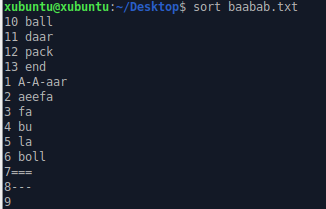 xubuntu@xubuntu:~/Desktop$ sort baabab.txt
10 ball
11 daar
12 pack
13 end
1 A-A-aar
2 aeefa
3 fa
4 bu
5 la
6 boll
7===
8---
9